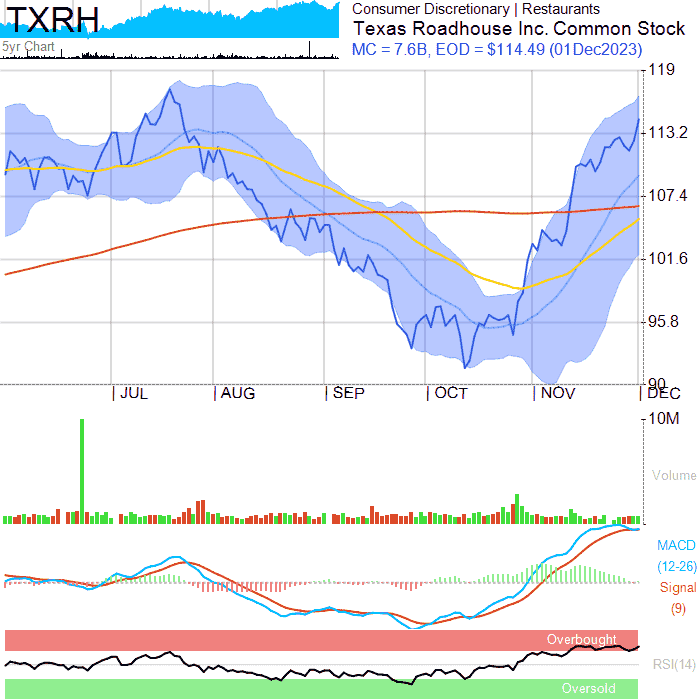 TXRH
5yr Chart
Consumer Discretionary | Restaurants
Texas Roadhouse Inc. Common Stock
MC = 7.6B, EOD = $114.49 (01Dec2023)
119
113.2
107.4
101.6
95.8
90
JUL AUG SEP OCT NOV DEC
10M
Volume
MACD
(12-26)
Signal
(9)
Overbought
RSI(14)
Oversold